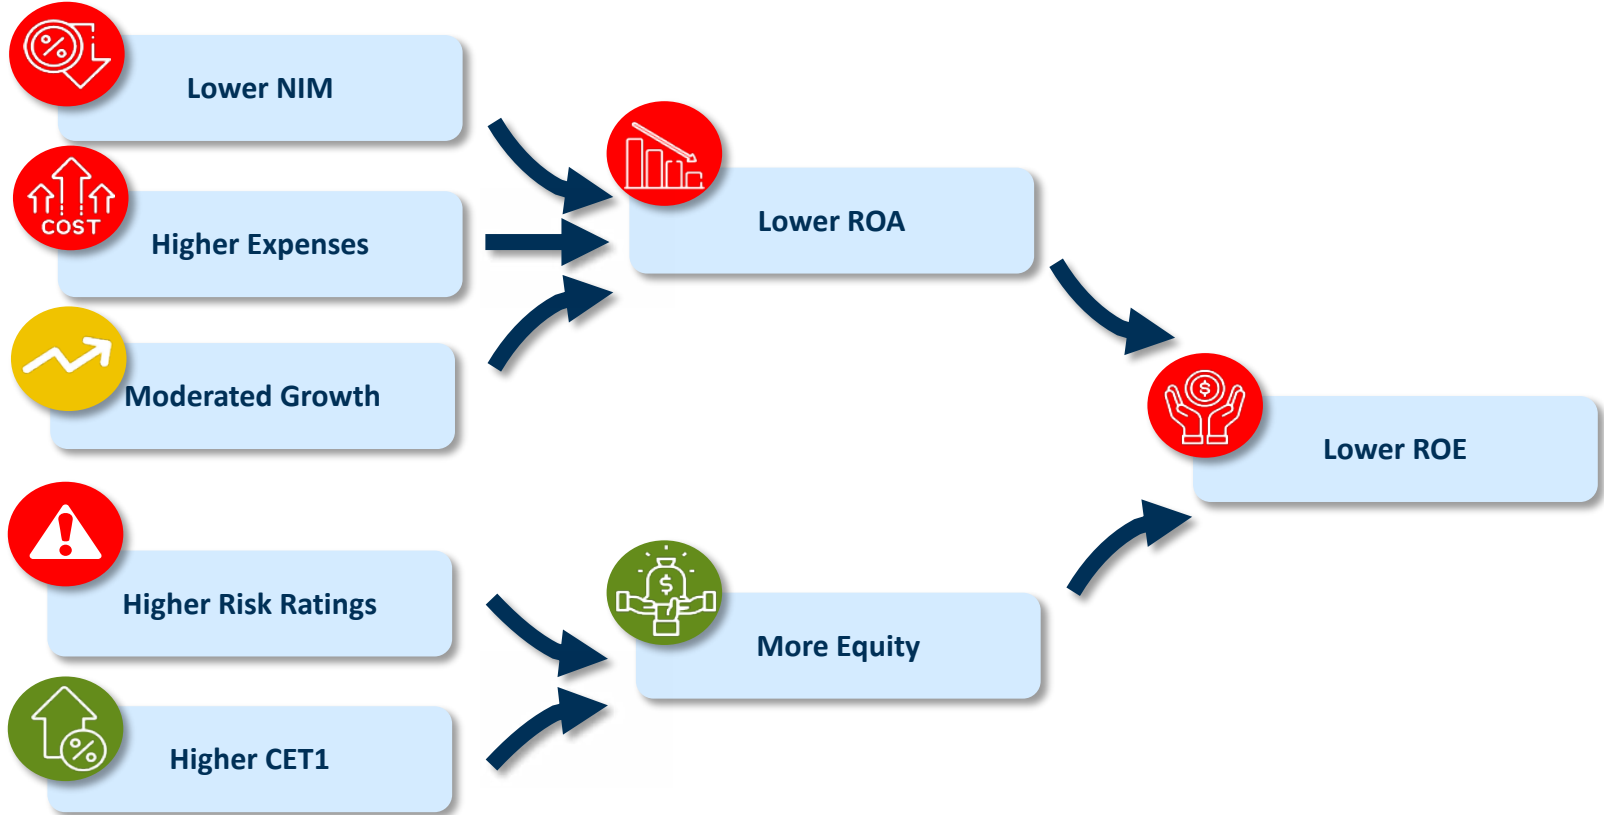 Lower NIM
COST
Higher Expenses
Moderated Growth
Higher Risk Ratings
%
Higher CET1
Lower ROA
$
More Equity
$
Lower ROE